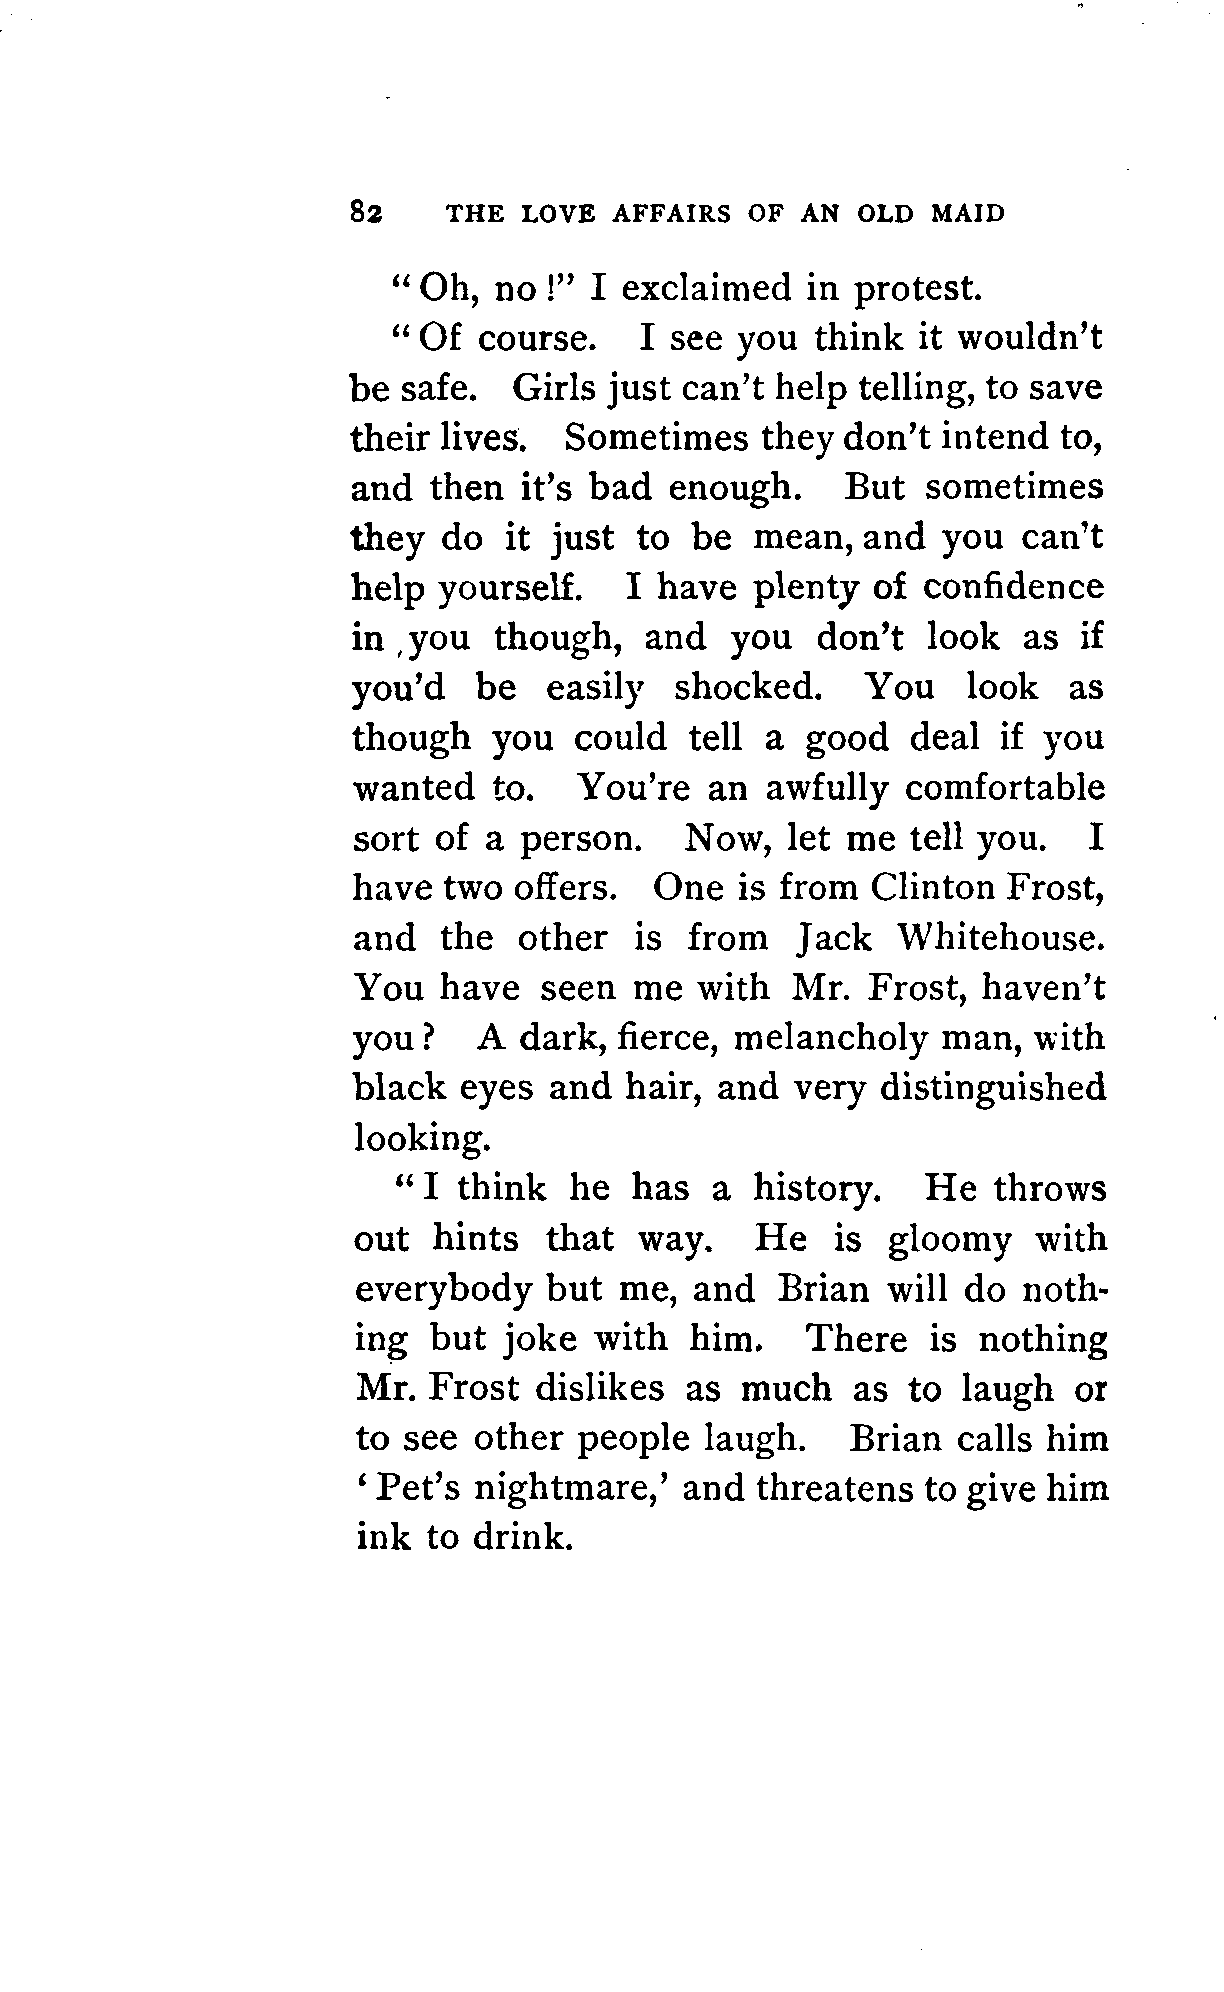 82 THE LOVE AFFAIRS OF AN OLD MAID
"Oh, no!" I exclaimed in protest.
"Of course. I see you think it wouldn't
be safe. Girls just can't help telling, to save
their lives. Sometimes they don't intend to,
and then it's bad enough. But sometimes
they do it just to be mean, and you can't
help yourself. I have plenty of confidence
in you though, and you don't look as if
you'd be easily shocked. You look as
though you could tell a good deal if you
wanted to. You're an awfully comfortable
sort of a person. Now, let me tell you. I
have two offers. One is from Clinton Frost,
and the other is from Jack Whitehouse.
You have seen me with Mr. Frost, haven't
you? A dark, fierce, melancholy man, with
black eyes and hair, and very distinguished
looking.
"I think he has a history. He throws
out hints that way. He is gloomy with
everybody but me, and Brian will do noth-
ing but joke with him. There is nothing
Mr. Frost dislikes as much as to laugh or
to see other people laugh. Brian calls him
'Pet's nightmare,' and threatens to give him
ink to drink.